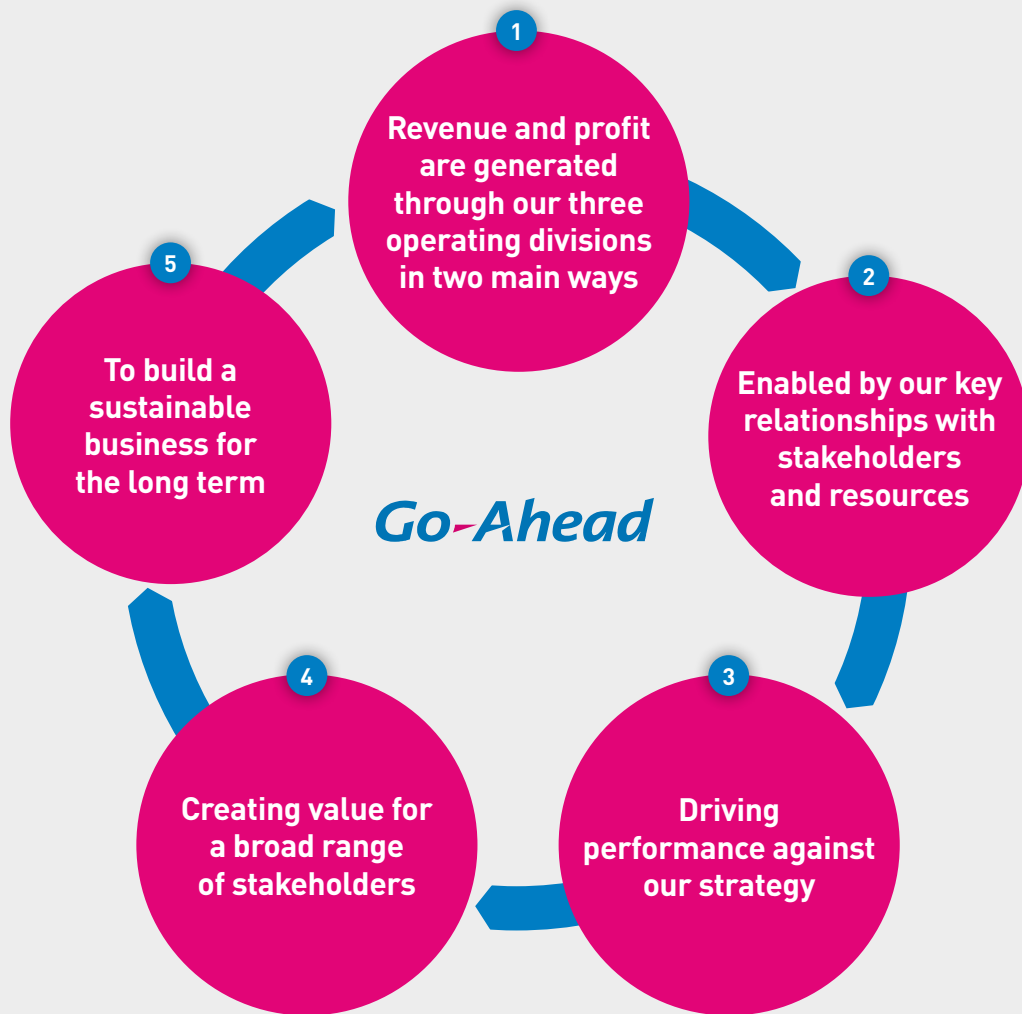 1
Revenue and profit
are generated
through our three
operating divisions
in two main ways
2
Enabled by our key
relationships with
stakeholders
and resources
3
Driving
performance against
our strategy
4
Creating value for
a broad range
of stakeholders
5
To build a
sustainable
business for
the long term
Go-Ahead